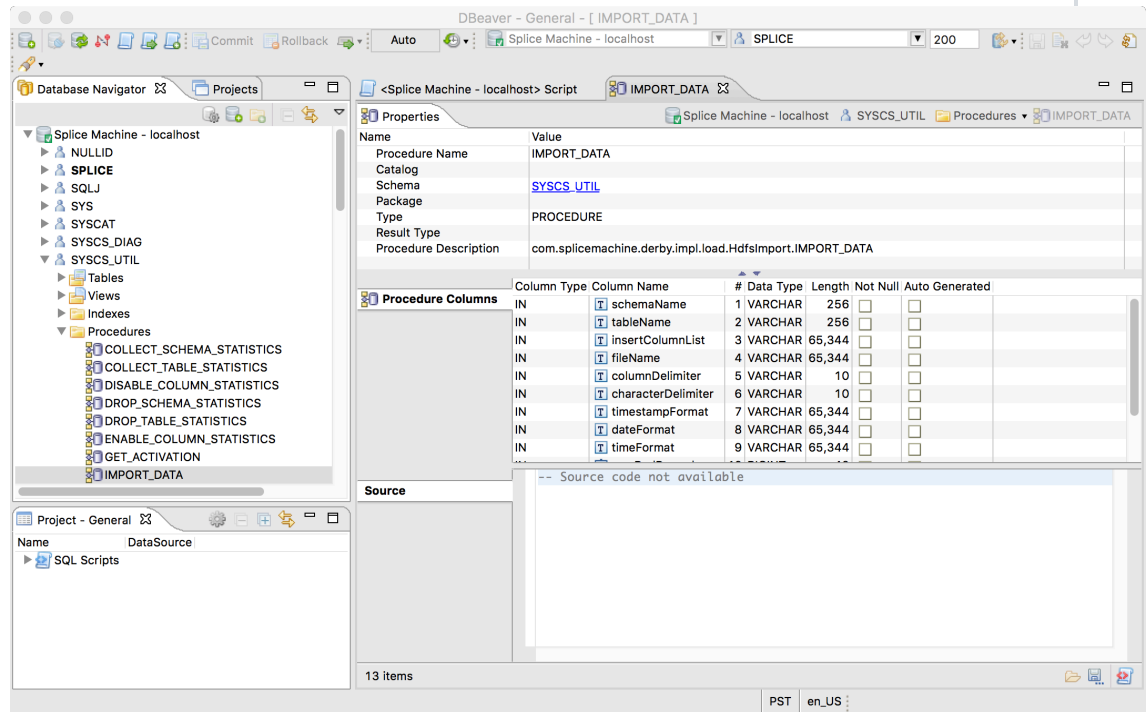 DBeaver - General - [ IMPORT_DATA ]
Commit Rollback Auto Splice Machine - localhost SPLICE 200
Database Navigator Projects
Splice Machine - localhost
NULLID
SPLICE
SQLJ
SYS
SYSCAT
SYSCS_DIAG
SYSCS_UTIL
Tables
Views
Indexes
Procedures
COLLECT_SCHEMA_STATISTICS
COLLECT_TABLE_STATISTICS
DISABLE_COLUMN_STATISTICS
DROP_SCHEMA_STATISTICS
DROP_TABLE_STATISTICS
ENABLE_COLUMN_STATISTICS
GET_ACTIVATION
IMPORT_DATA
Project - General
Name DataSource
SQL Scripts
<Splice Machine - localhost> Script IMPORT_DATA
Properties Splice Machine - localhost SYSCS_UTIL Procedures IMPORT_DATA
Name Value
Procedure Name IMPORT_DATA
Catalog
Schema SYSCS_UTIL
Package
Type PROCEDURE
Result Type
Procedure Description com.splicemachine.derby.impl.load.HdfsImport.IMPORT_DATA
Procedure Columns
Column Type Column Name # Data Type Length Not Null Auto Generated
IN schemaName 1 VARCHAR 256
IN tableName 2 VARCHAR 256
IN insertColumnList 3 VARCHAR 65,344
IN fileName 4 VARCHAR 65,344
IN columnDelimiter 5 VARCHAR 10
IN characterDelimiter 6 VARCHAR 10
IN timestampFormat 7 VARCHAR 65,344
IN dateFormat 8 VARCHAR 65,344
IN timeFormat 9 VARCHAR 65,344
Source
-- Source code not available
13 items
PST en_US